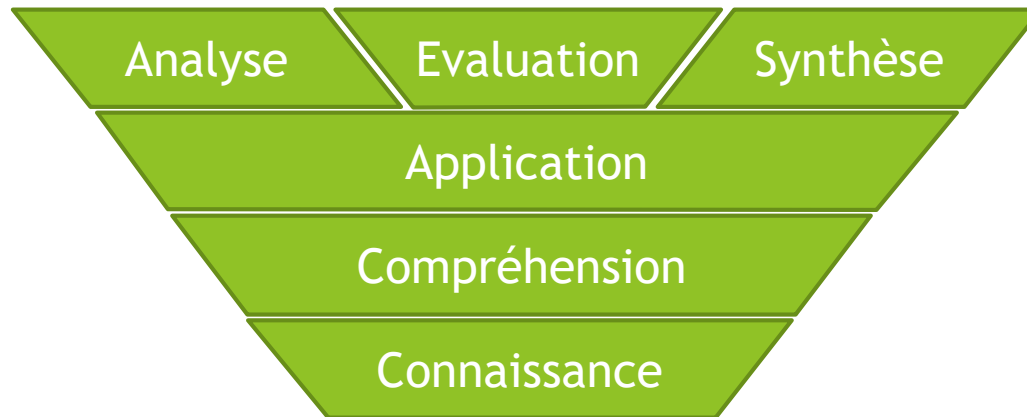 Analyse Evaluation Synthèse
Application
Compréhension
Connaissance